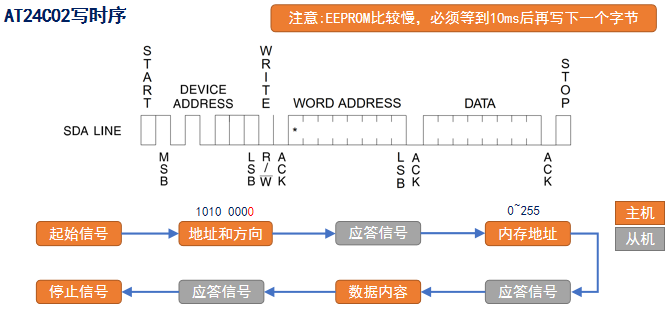 AT24C02写时序
注意:EEPROM比较慢，必须等到10ms后再写下一个字节
START
DEVICE ADDRESS
WRITE
WORD ADDRESS
DATA
STOP
SDA LINE
*
MSB
LSB
R/W
ACK
LSB
ACK
ACK
1010 0000
0~255
主机
从机
起始信号
地址和方向
应答信号
内存地址
停止信号
应答信号
数据内容
应答信号